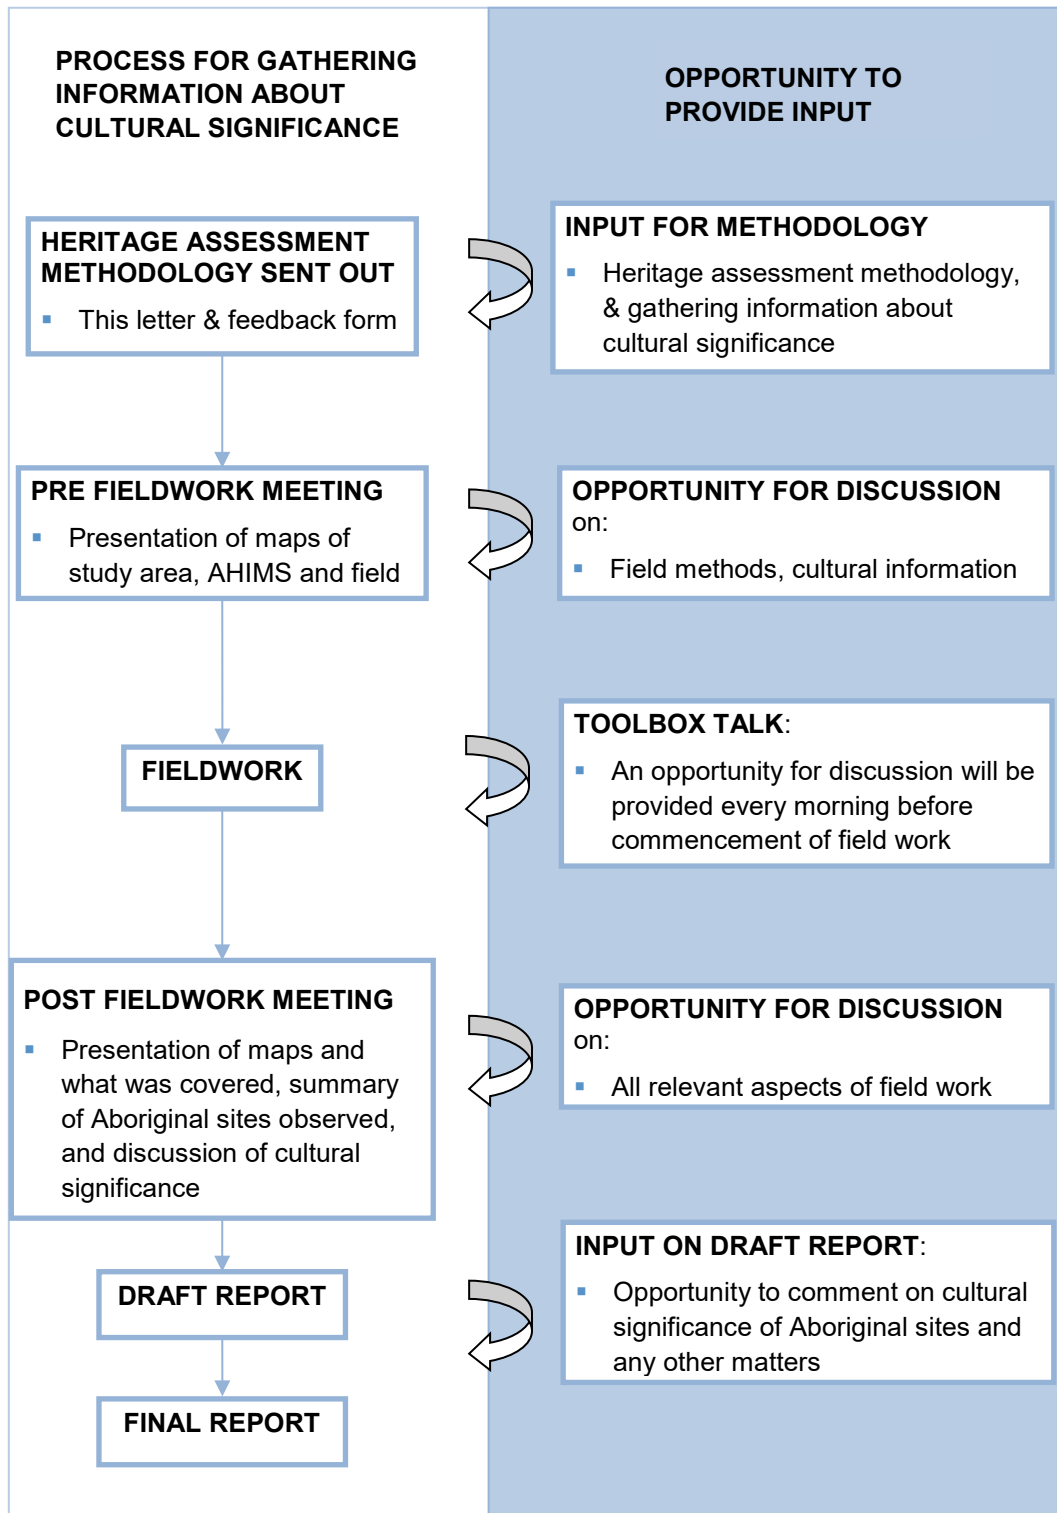 PROCESS FOR GATHERING
INFORMATION ABOUT
CULTURAL SIGNIFICANCE
OPPORTUNITY TO
PROVIDE INPUT
HERITAGE ASSESSMENT
METHODOLOGY SENT OUT
▪ This letter & feedback form
INPUT FOR METHODOLOGY
▪ Heritage assessment methodology,
& gathering information about
cultural significance
PRE FIELDWORK MEETING
▪ Presentation of maps of
study area, AHIMS and field
OPPORTUNITY FOR DISCUSSION
on:
▪ Field methods, cultural information
FIELDWORK
TOOLBOX TALK:
▪ An opportunity for discussion will be
provided every morning before
commencement of field work
POST FIELDWORK MEETING
▪ Presentation of maps and
what was covered, summary
of Aboriginal sites observed,
and discussion of cultural
significance
OPPORTUNITY FOR DISCUSSION
on:
▪ All relevant aspects of field work
DRAFT REPORT
INPUT ON DRAFT REPORT:
▪ Opportunity to comment on cultural
significance of Aboriginal sites and
any other matters
FINAL REPORT